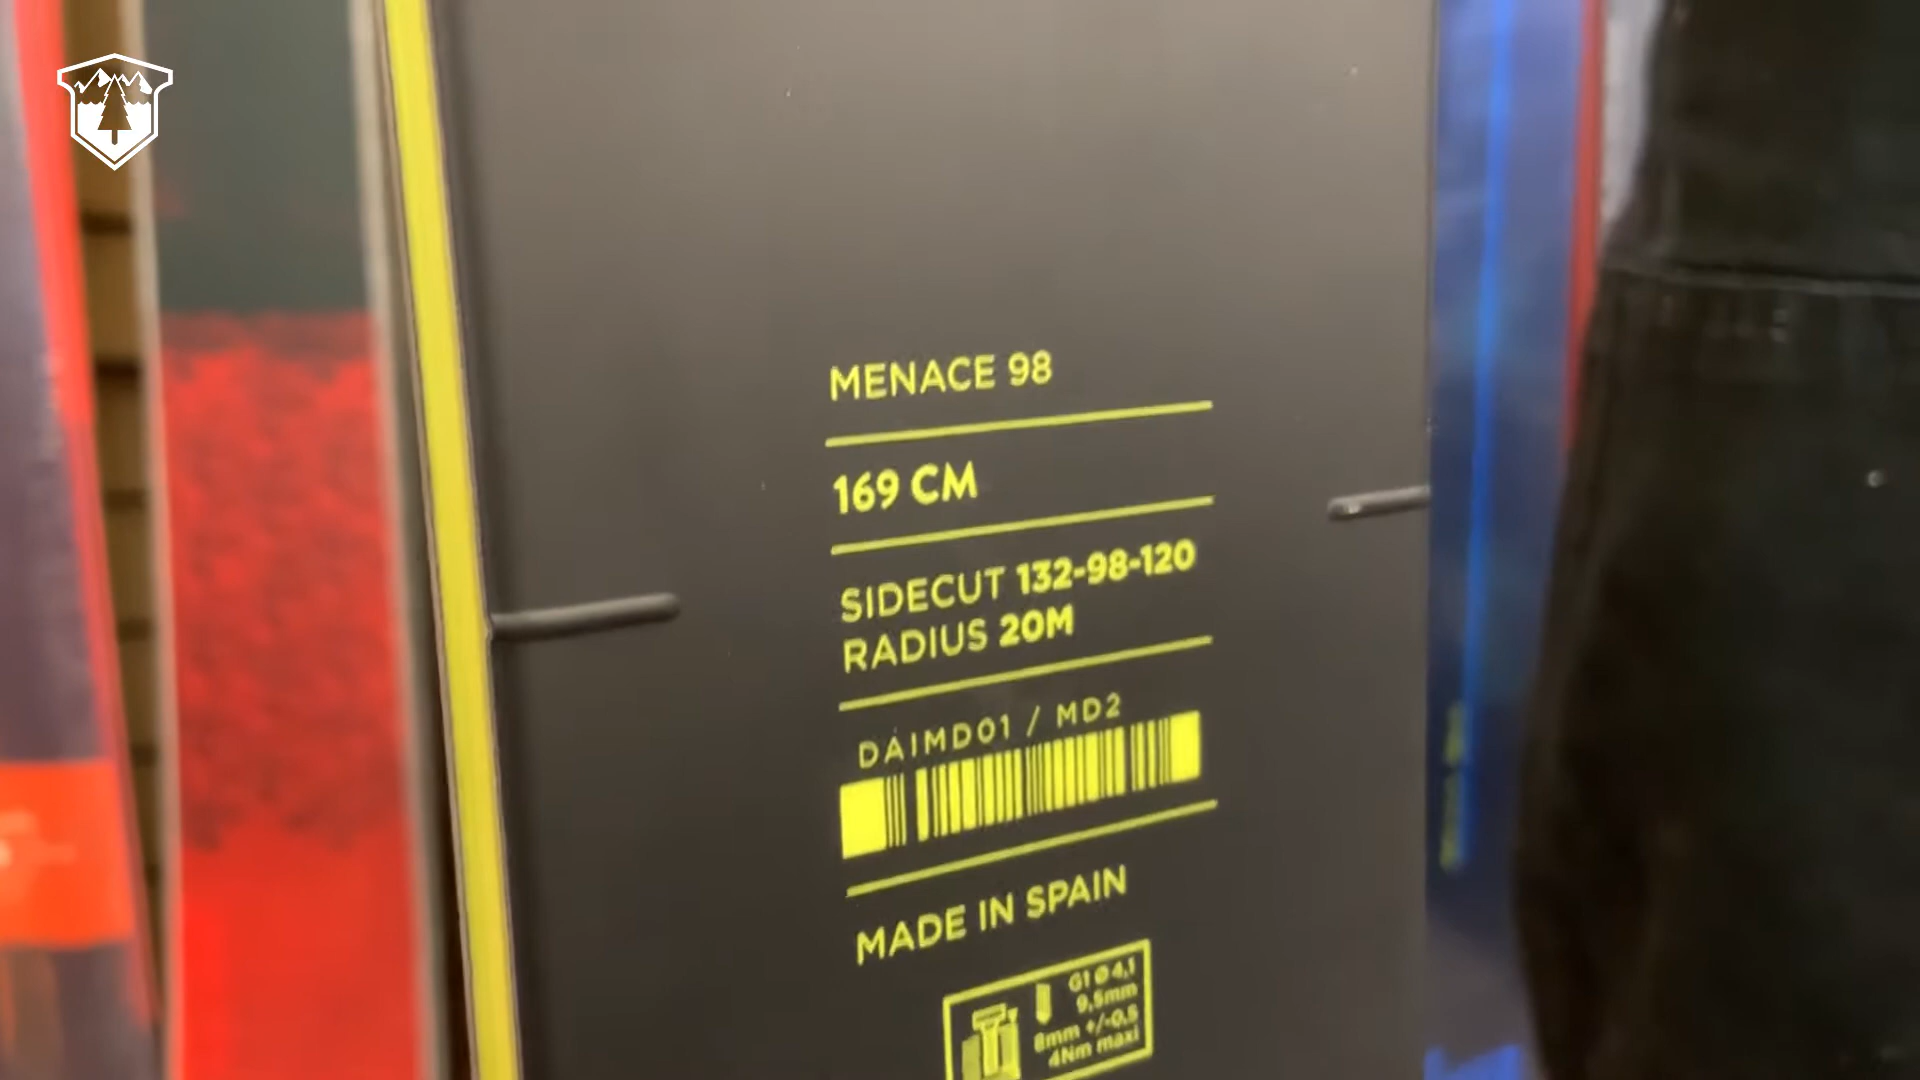 MENACE 98
169 CM
SIDECUT 132-98-120
RADIUS 20M
DAIMD01 / MD2
MADE IN SPAIN
G1 Ø 4,1
9,5mm
8mm +/-0,5
4Nm maxi